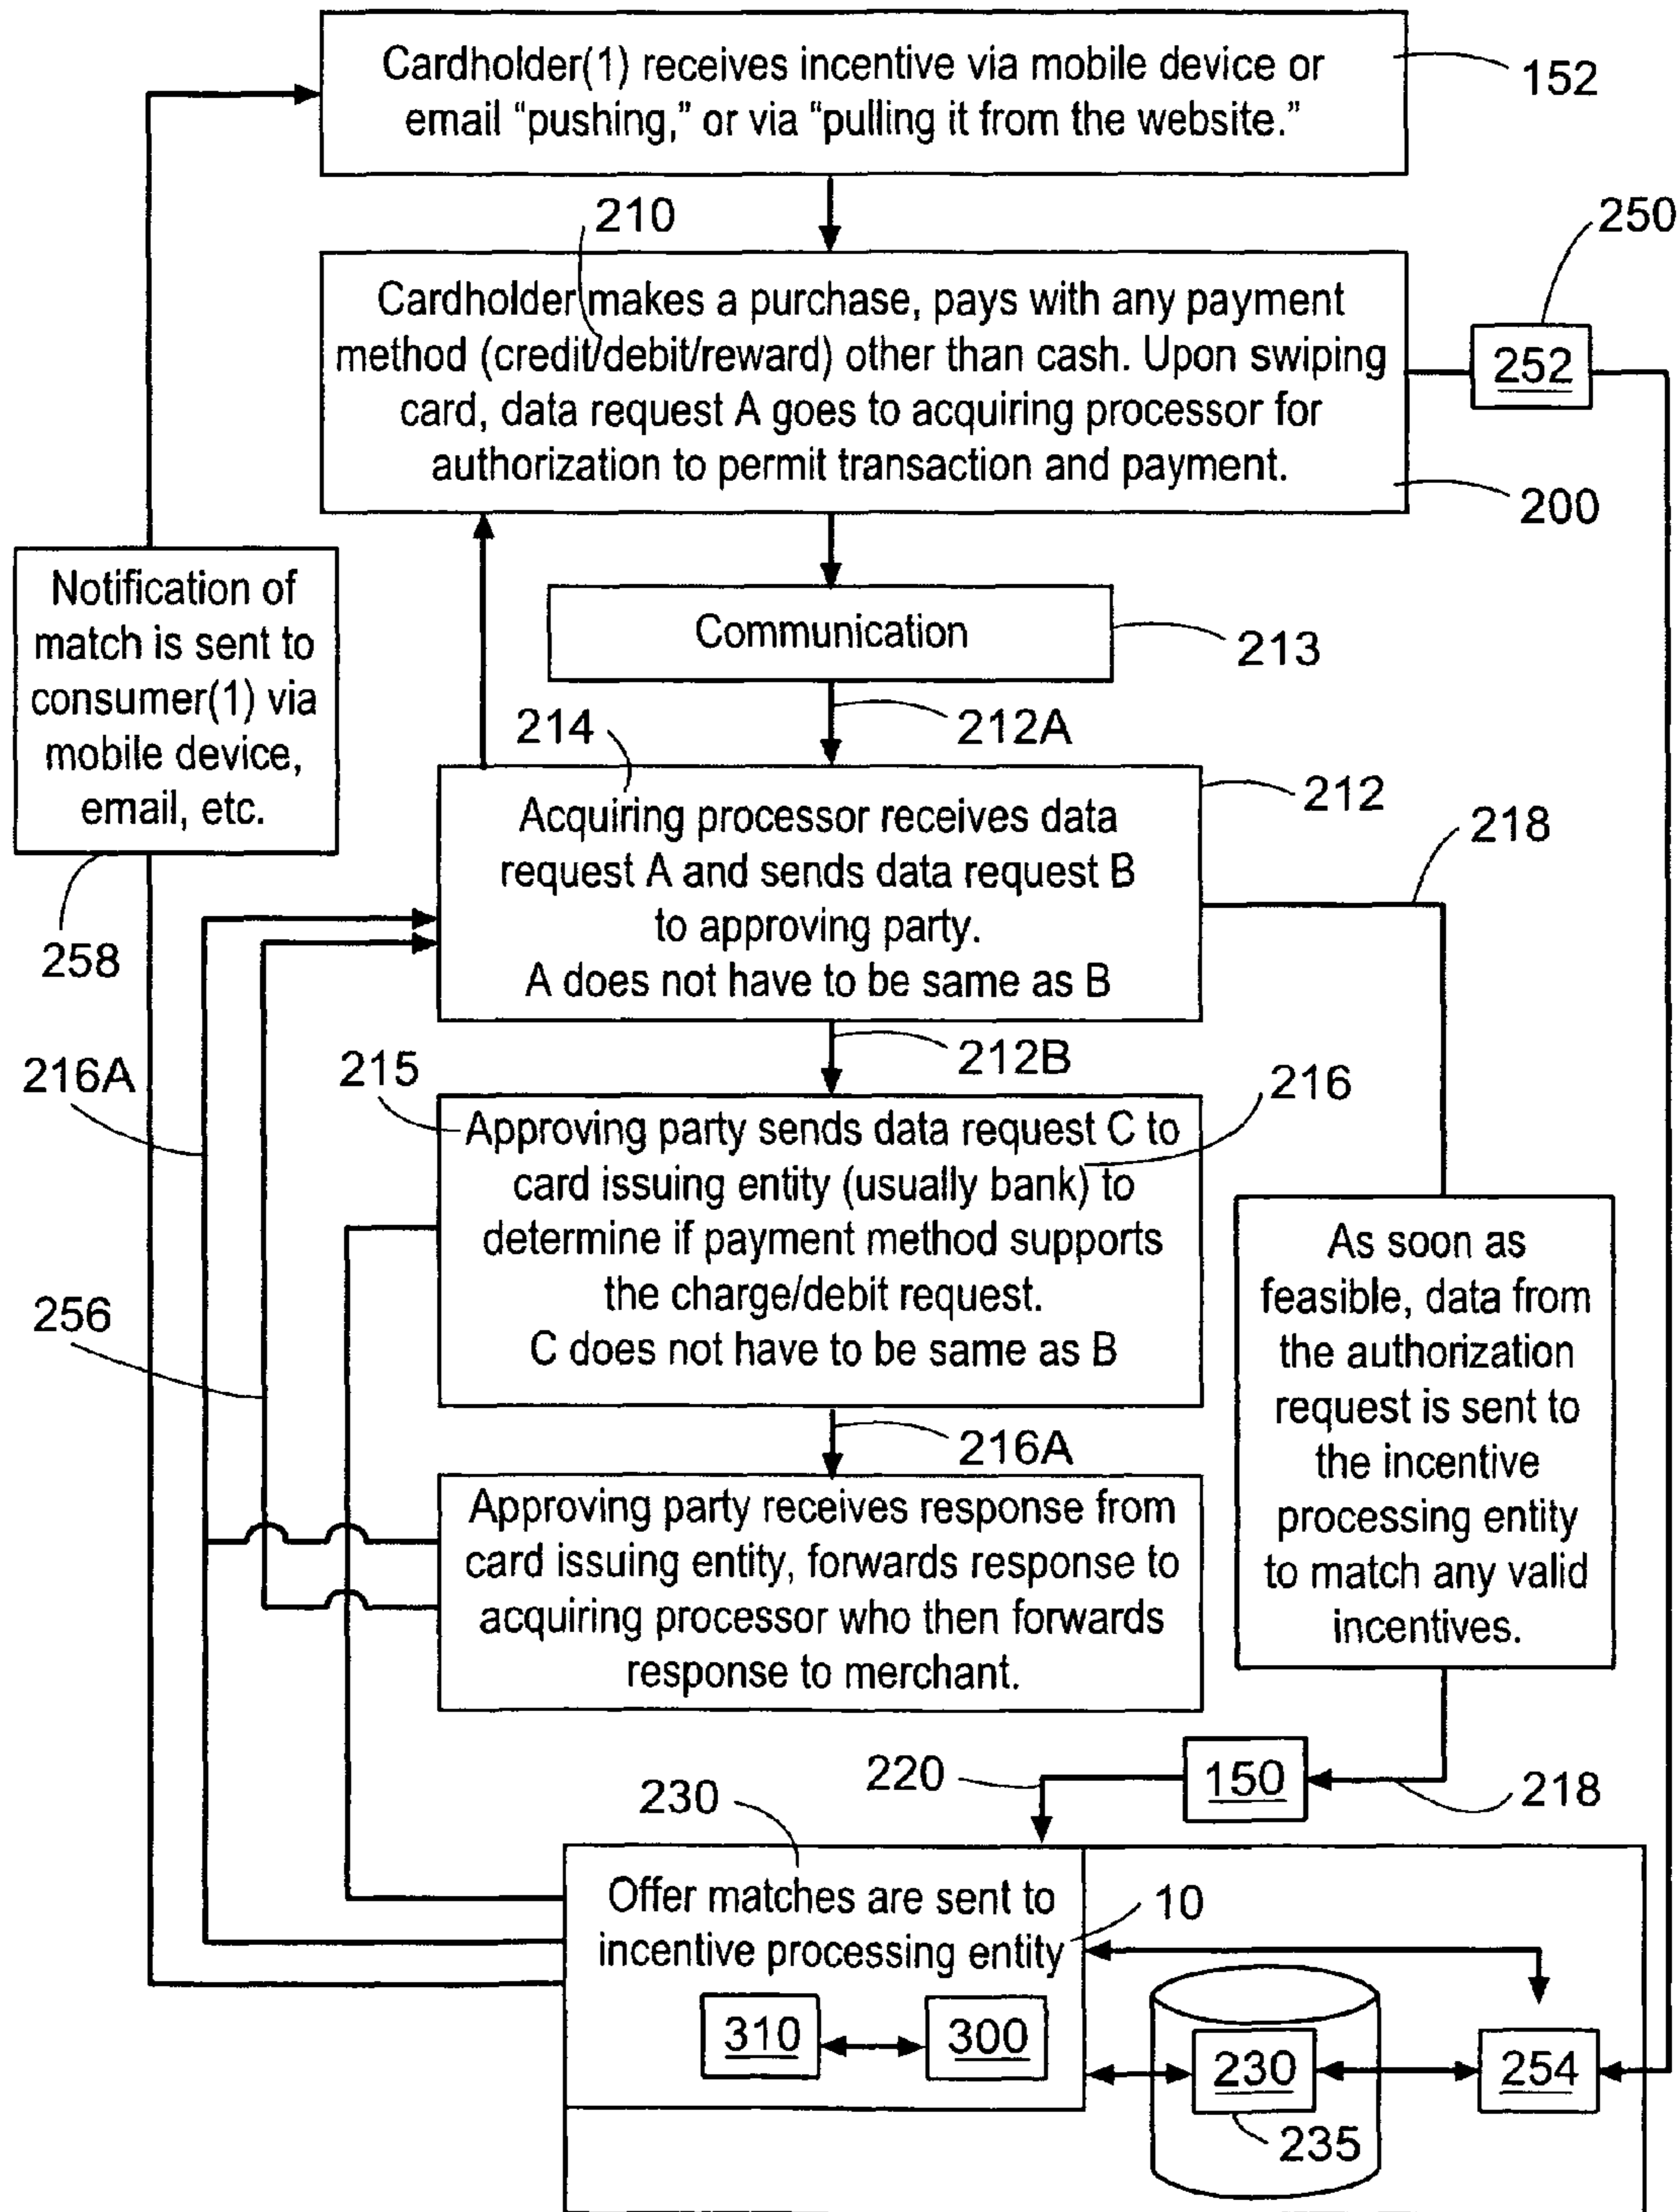 Cardholder(1) receives incentive via mobile device or
email “pushing,” or via “pulling it from the website.”
152
210
250
Cardholder makes a purchase, pays with any payment
method (credit/debit/reward) other than cash. Upon swiping
card, data request A goes to acquiring processor for
authorization to permit transaction and payment.
252
200
Notification of
match is sent to
consumer(1) via
mobile device,
email, etc.
258
Communication
213
212A
214
212
218
Acquiring processor receives data
request A and sends data request B
to approving party.
A does not have to be same as B
216A
215
212B
216
Approving party sends data request C to
card issuing entity (usually bank) to
determine if payment method supports
the charge/debit request.
C does not have to be same as B
256
216A
As soon as
feasible, data from
the authorization
request is sent to
the incentive
processing entity
to match any valid
incentives.
Approving party receives response from
card issuing entity, forwards response to
acquiring processor who then forwards
response to merchant.
220
150
218
230
Offer matches are sent to
incentive processing entity
10
310
300
230
254
235